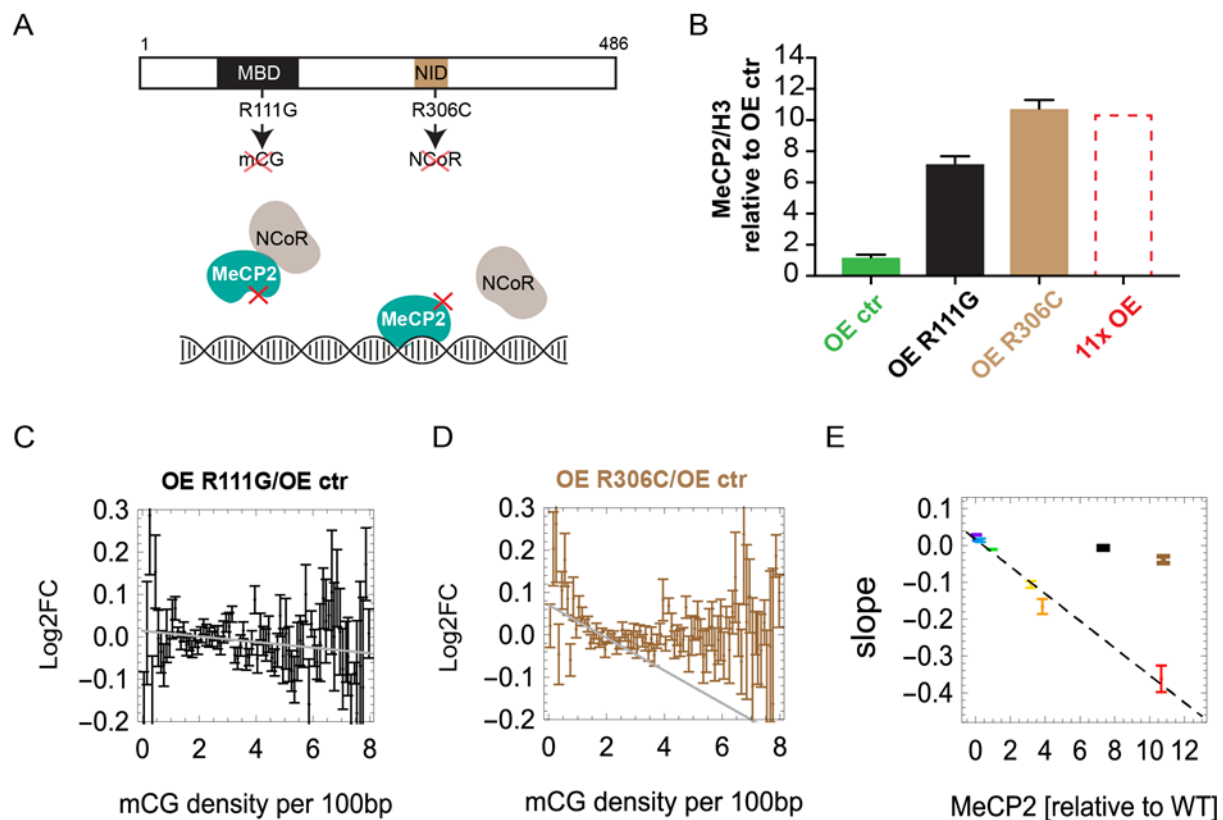 A
1
486
MBD
NID
R111G
R306C
mCG
NCoR
NCoR
MeCP2
NCoR
MeCP2
B
MeCP2/H3
relative to OE ctr
14
12
10
8
6
4
2
0
OE ctr
OE R111G
OE R306C
11x OE
C
OE R111G/OE ctr
Log2FC
0.3
0.2
0.1
0.0
−0.1
−0.2
0 2 4 6 8
mCG density per 100bp
D
OE R306C/OE ctr
Log2FC
0.3
0.2
0.1
0.0
−0.1
−0.2
0 2 4 6 8
mCG density per 100bp
E
slope
0.1
0.0
−0.1
−0.2
−0.3
−0.4
0 2 4 6 8 10 12
MeCP2 [relative to WT]